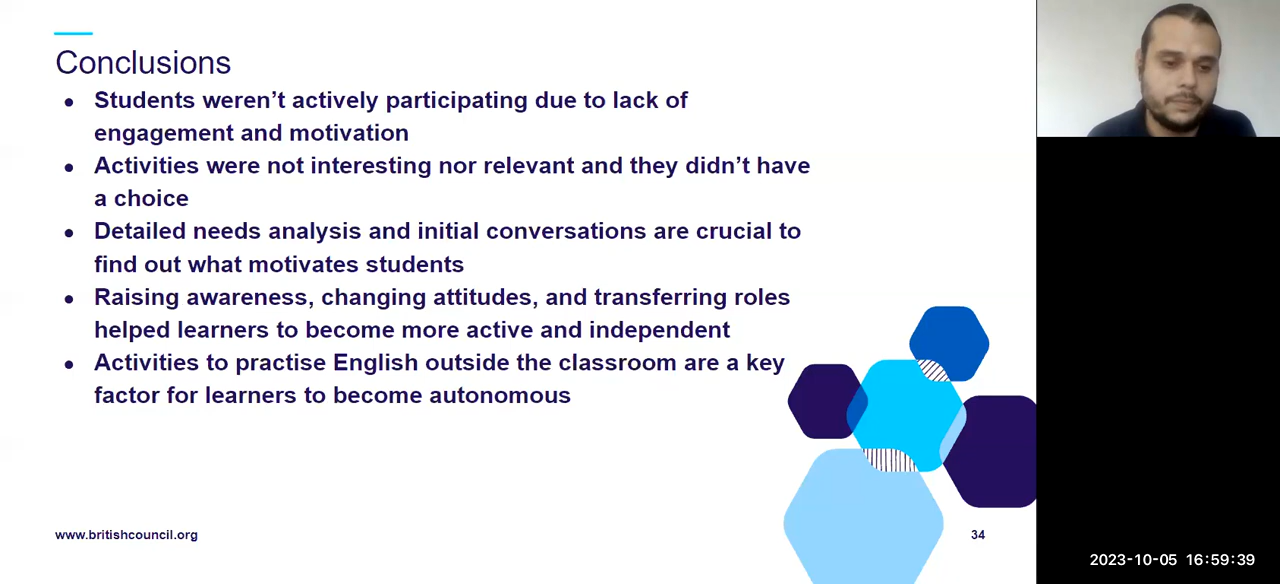 Conclusions
● Students weren't actively participating due to lack of
engagement and motivation
● Activities were not interesting nor relevant and they didn't have
a choice
● Detailed needs analysis and initial conversations are crucial to
find out what motivates students
● Raising awareness, changing attitudes, and transferring roles
helped learners to become more active and independent
● Activities to practise English outside the classroom are a key
factor for learners to become autonomous
www.britishcouncil.org
34
2023-10-05 16:59:39